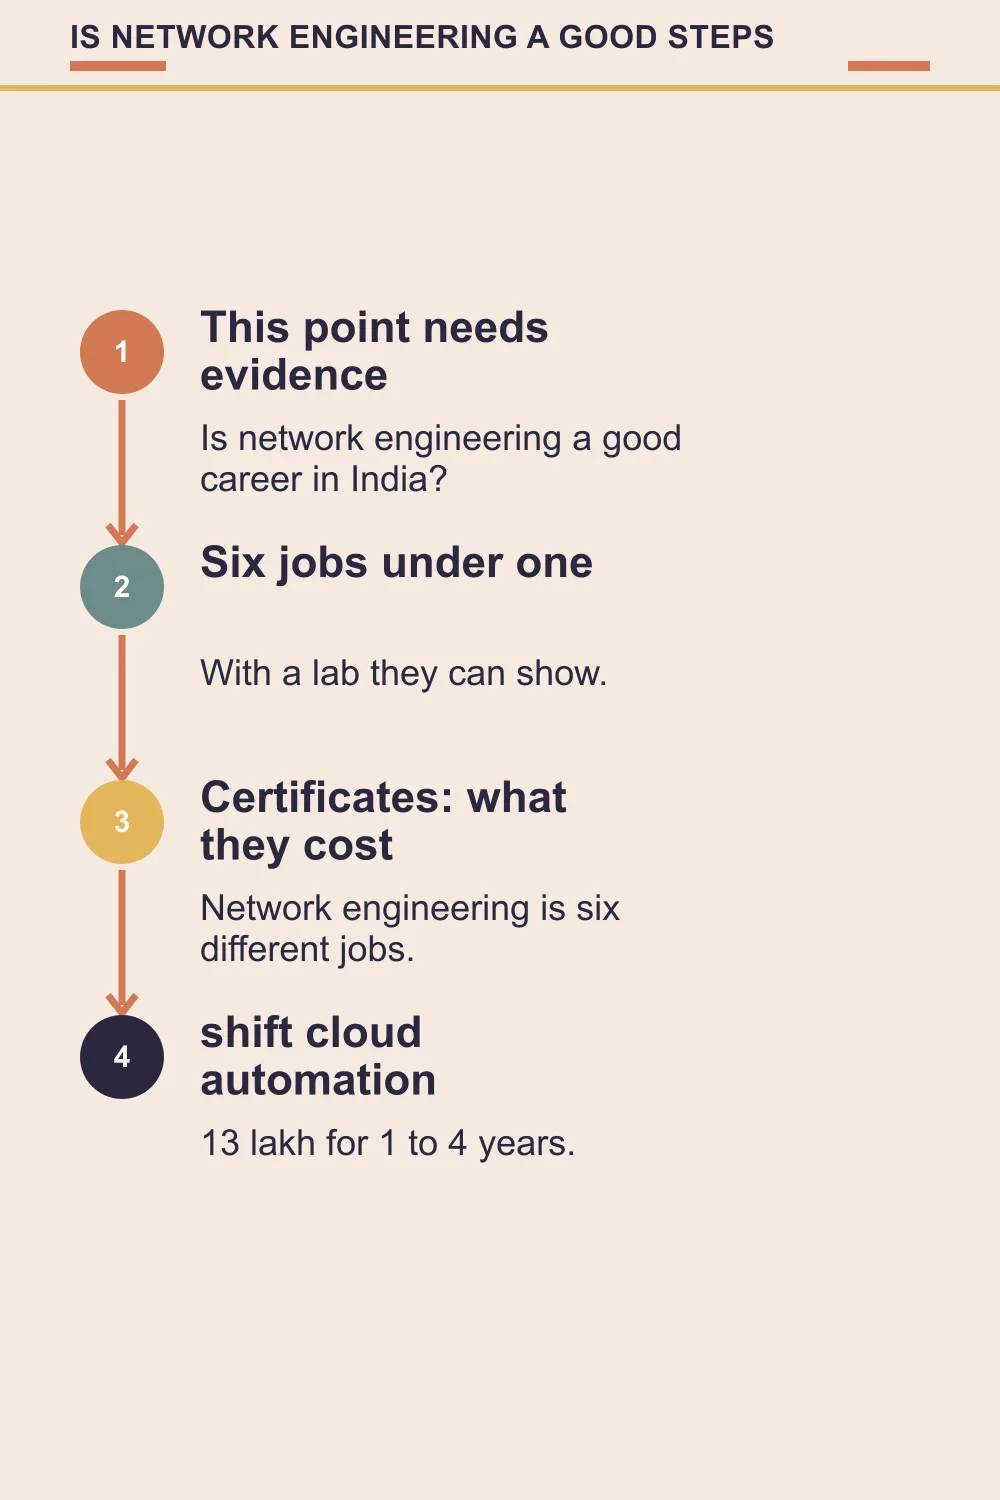 IS NETWORK ENGINEERING A GOOD STEPS
1
This point needs
evidence
Is network engineering a good
career in India?
2
Six jobs under one
With a lab they can show.
3
Certificates: what
they cost
Network engineering is six
different jobs.
4
shift cloud
automation
13 lakh for 1 to 4 years.